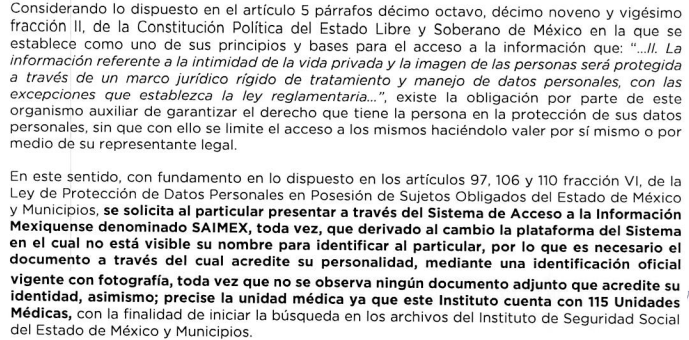 Considerando lo dispuesto en el artículo 5 párrafos décimo octavo, décimo noveno y vigésimo
fracción II, de la Constitución Política del Estado Libre y Soberano de México en la que se
establece como uno de sus principios y bases para el acceso a la información que: “...II. La
información referente a la intimidad de la vida privada y la imagen de las personas será protegida
a través de un marco jurídico rígido de tratamiento y manejo de datos personales, con las
excepciones que establezca la ley reglamentaria...”, existe la obligación por parte de este
organismo auxiliar de garantizar el derecho que tiene la persona en la protección de sus datos
personales, sin que con ello se limite el acceso a los mismos haciéndolo valer por sí mismo o por
medio de su representante legal.
En este sentido, con fundamento en lo dispuesto en los artículos 97, 106 y 110 fracción VI, de la
Ley de Protección de Datos Personales en Posesión de Sujetos Obligados del Estado de México
y Municipios, se solicita al particular presentar a través del Sistema de Acceso a la Información
Mexiquense denominado SAIMEX, toda vez, que derivado al cambio la plataforma del Sistema
en el cual no está visible su nombre para identificar al particular, por lo que es necesario el
documento a través del cual acredite su personalidad, mediante una identificación oficial
vigente con fotografía, toda vez que no se observa ningún documento adjunto que acredite su
identidad, asimismo; precise la unidad médica ya que este Instituto cuenta con 115 Unidades
Médicas, con la finalidad de iniciar la búsqueda en los archivos del Instituto de Seguridad Social
del Estado de México y Municipios.